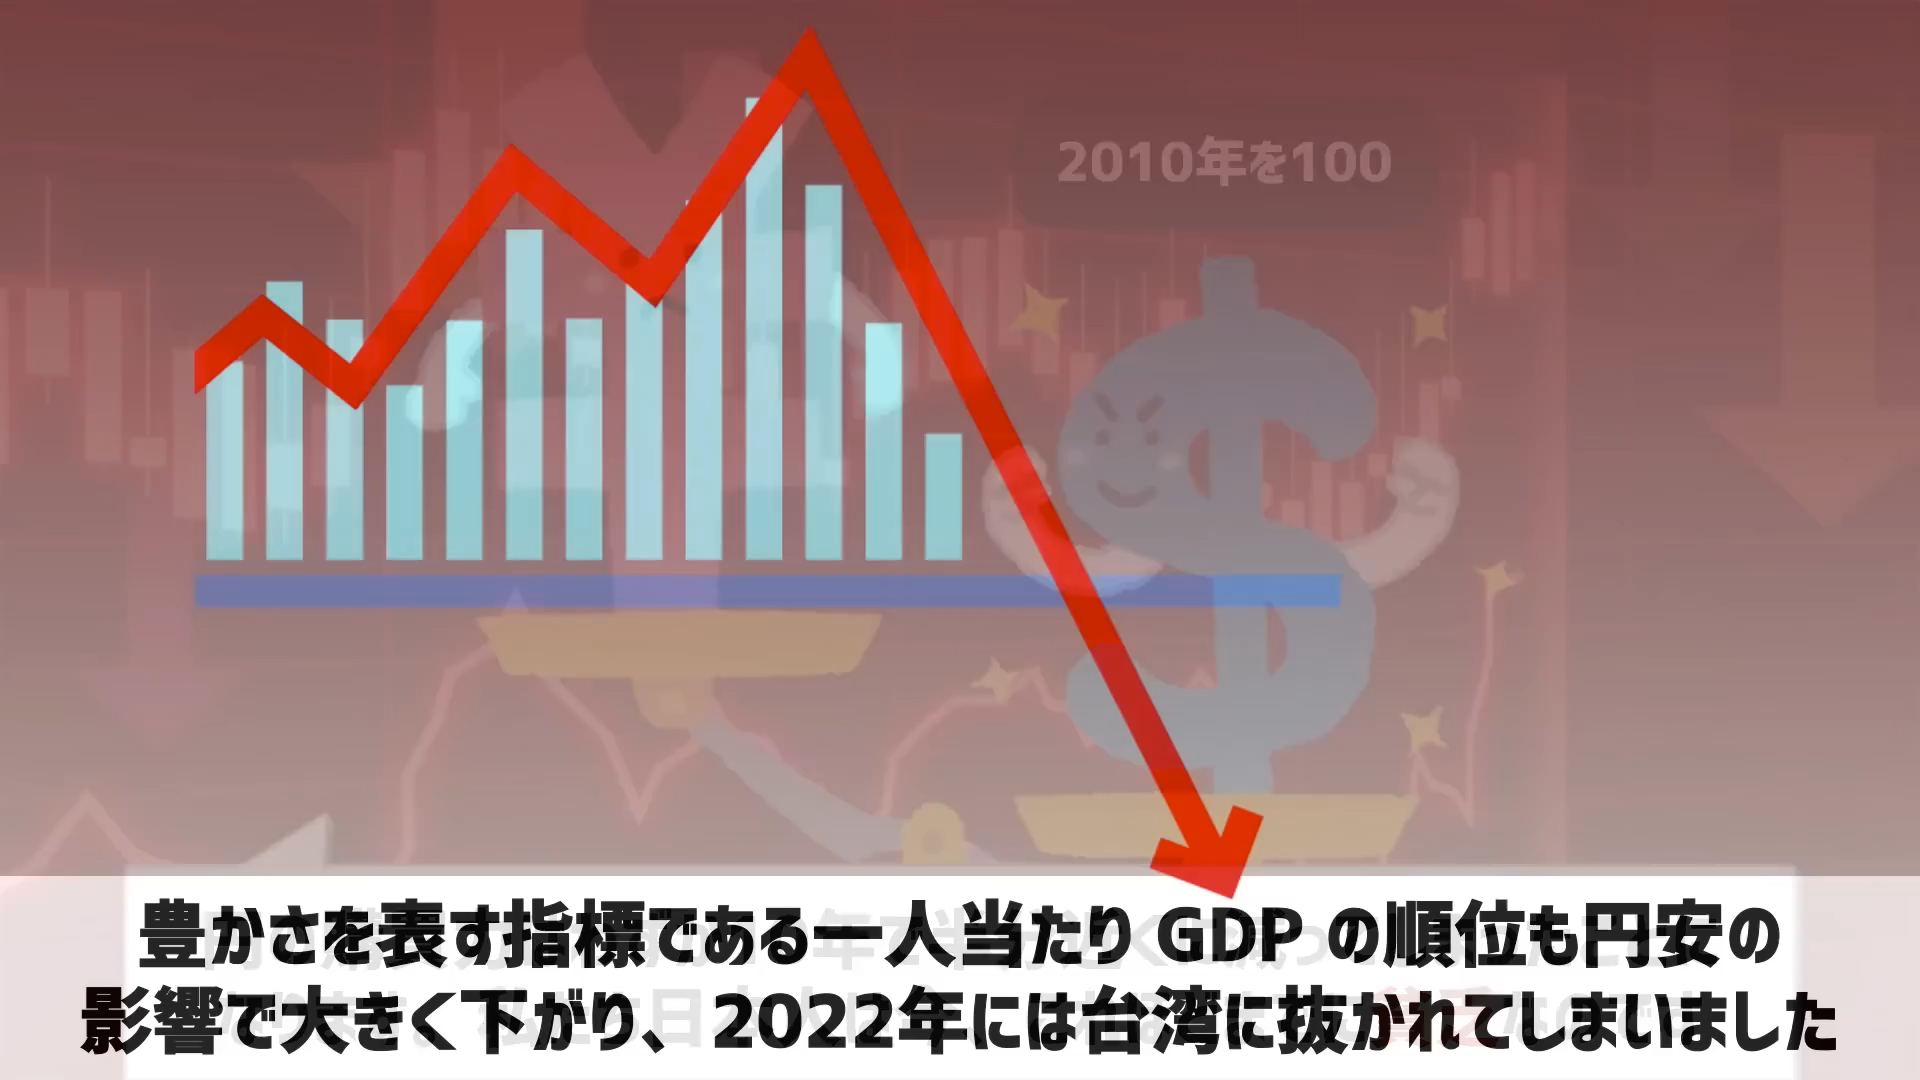 2010年を100
豊かさを表す指標である一人当たり GDP の順位も円安の
影響で大きく下がり、2022年には台湾に抜かれてしまいました